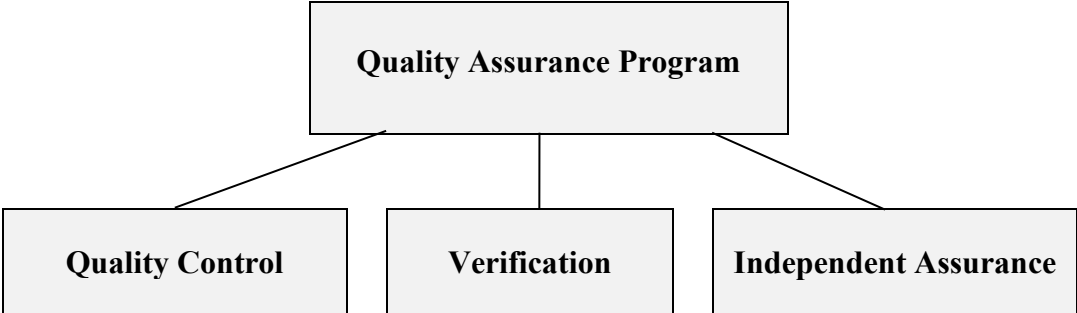 Quality Assurance Program
Quality Control
Verification
Independent Assurance